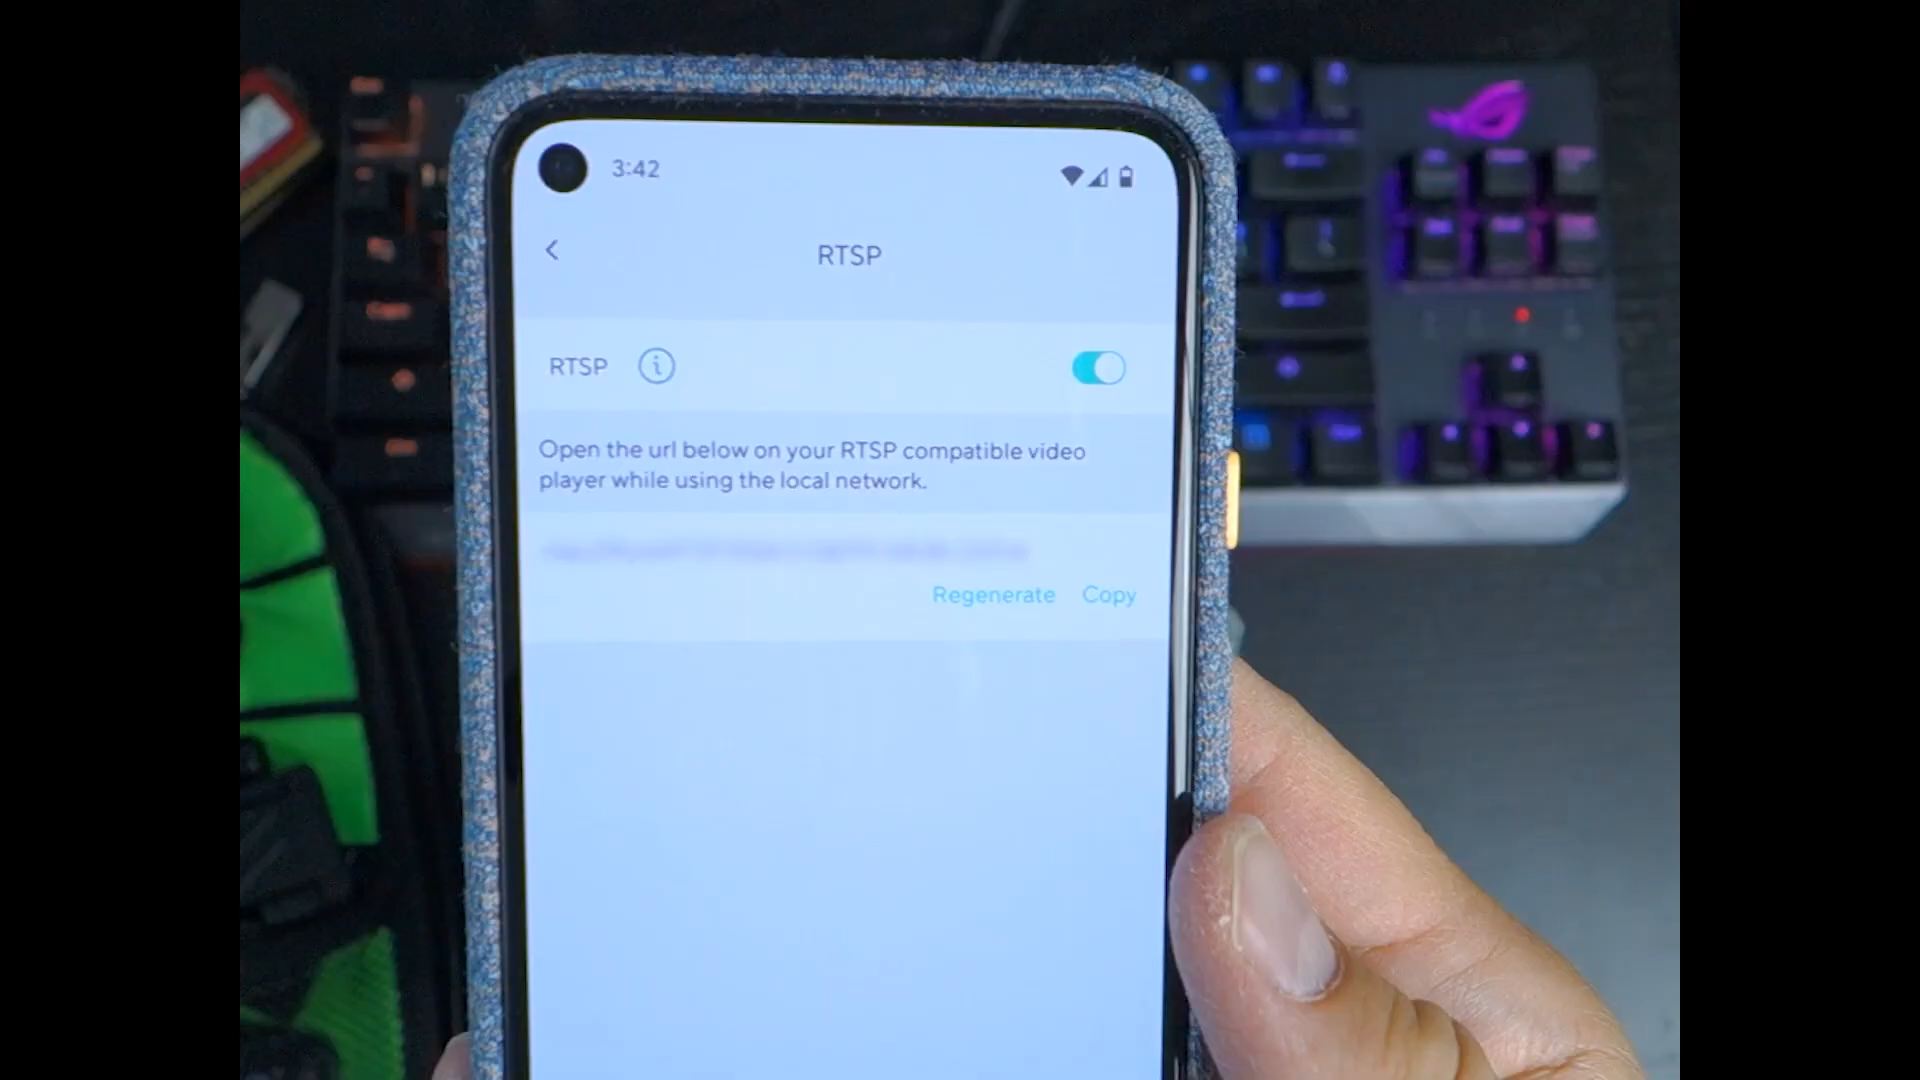 3:42
RTSP
RTSP
Open the url below on your RTSP compatible video
player while using the local network.
Regenerate Copy